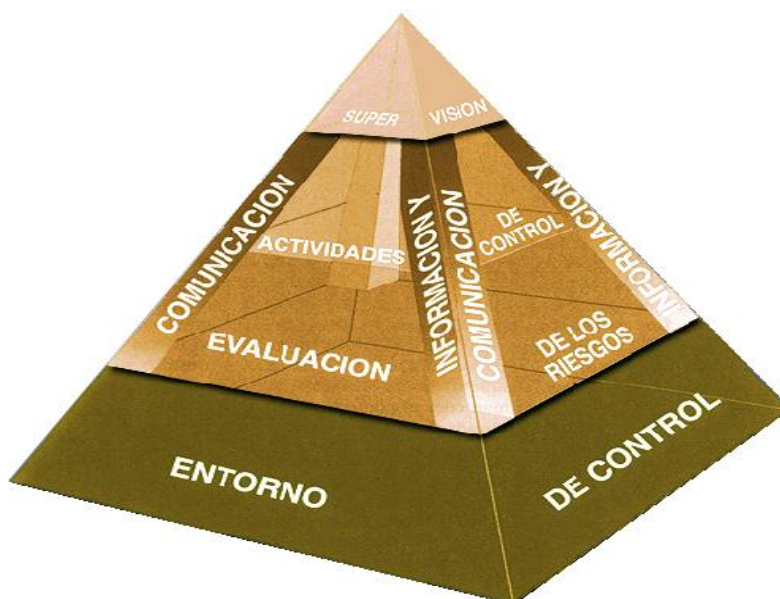 SUPER VISION
COMUNICACION
INFORMACION Y
COMUNICACION
INFORMACION Y
ACTIVIDADES
DE
CONTROL
EVALUACION
DE LOS
RIESGOS
ENTORNO
DE CONTROL